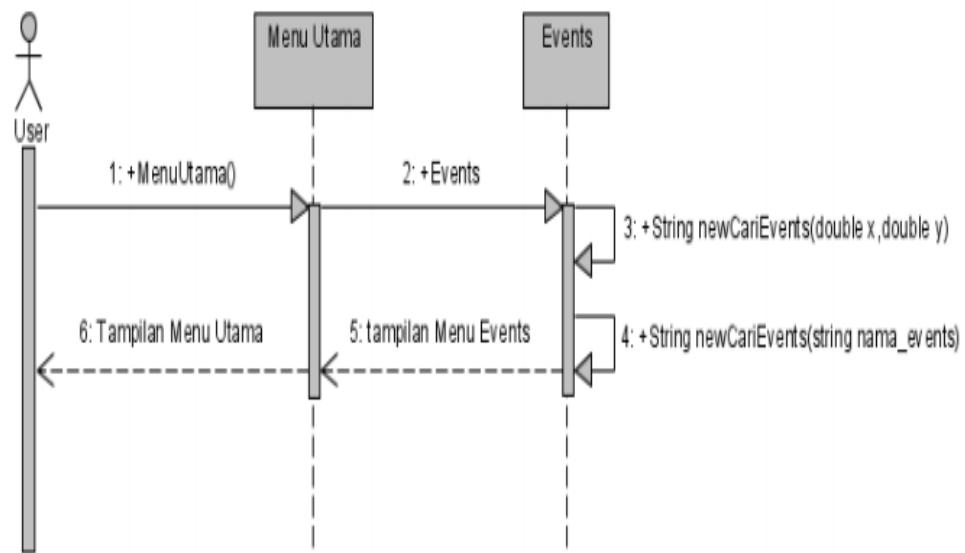 Menu Utama
Events
User
1: +MenuUtama()
2: +Events
3: +String newCariEvents(double x,double y)
6: Tampilan Menu Utama
5: tampilan Menu Events
4: +String newCariEvents(string nama_events)